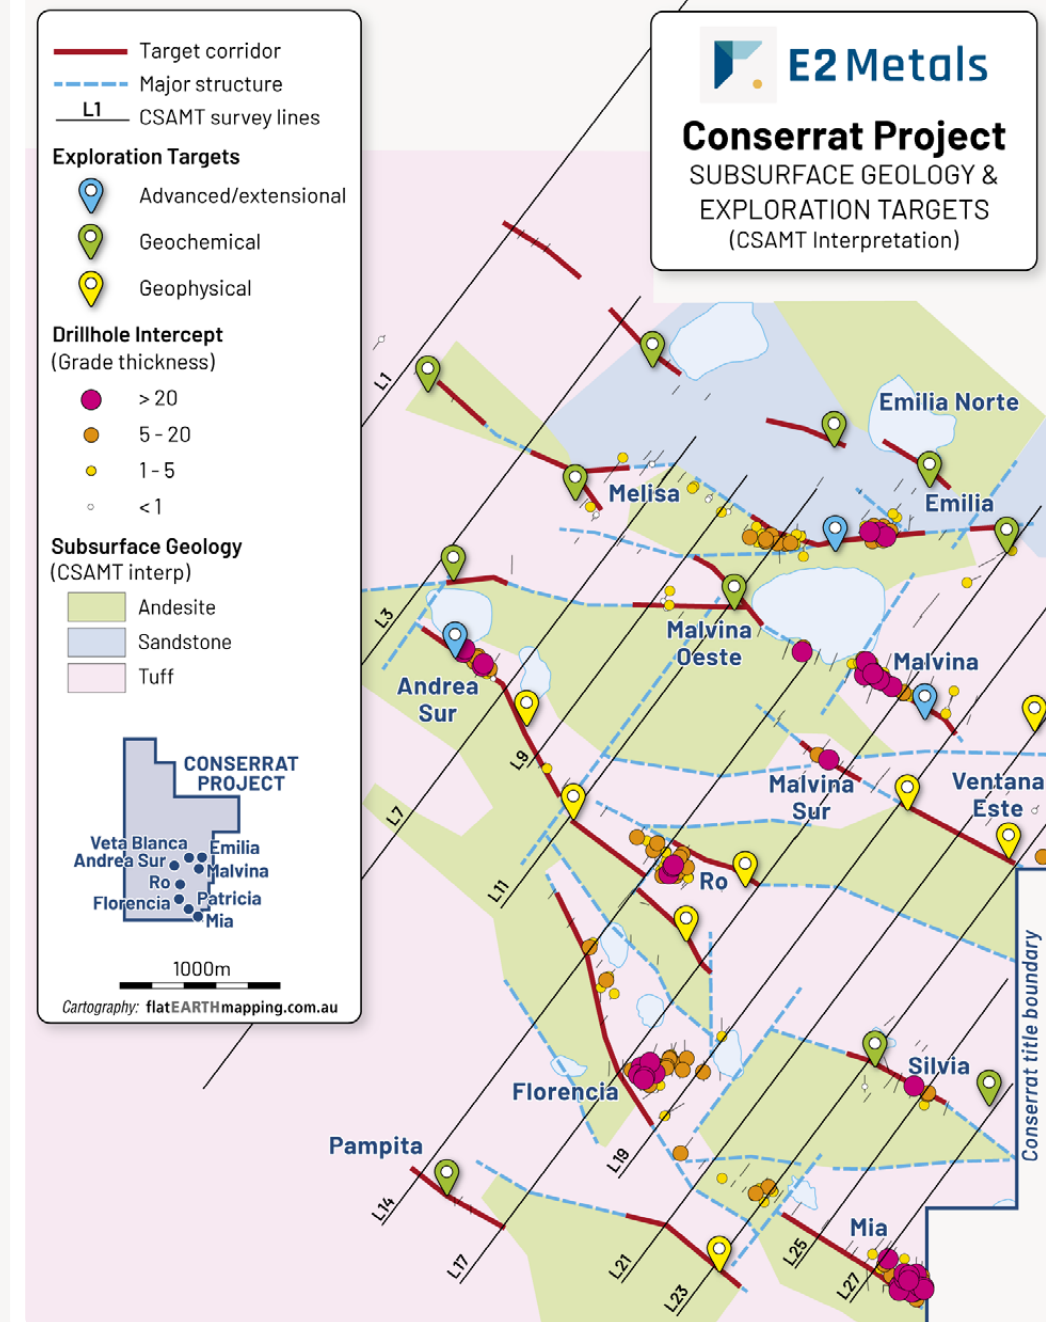 Target corridor
Major structure
L1
CSAMT survey lines
Exploration Targets
Advanced/extensional
Geochemical
Geophysical
Drillhole Intercept
(Grade thickness)
> 20
5 - 20
1 - 5
< 1
Subsurface Geology
(CSAMT interp)
Andesite
Sandstone
Tuff
CONSERRAT
PROJECT
Veta Blanca
Emilia
Andrea Sur
Malvina
Ro
Florencia
Patricia
Mia
1000m
Cartography: flatEARTHmapping.com.au
E2 Metals
Conserrat Project
SUBSURFACE GEOLOGY &
EXPLORATION TARGETS
(CSAMT Interpretation)
L1
Emilia Norte
Melisa
Emilia
L3
Malvina
Oeste
Malvina
Andrea
Sur
L9
Malvina
Sur
Ventana
Este
L7
L11
Ro
Conserrat title boundary
Silvia
Florencia
Pampita
L19
L14
Mia
L17
L21
L25
L23
L27